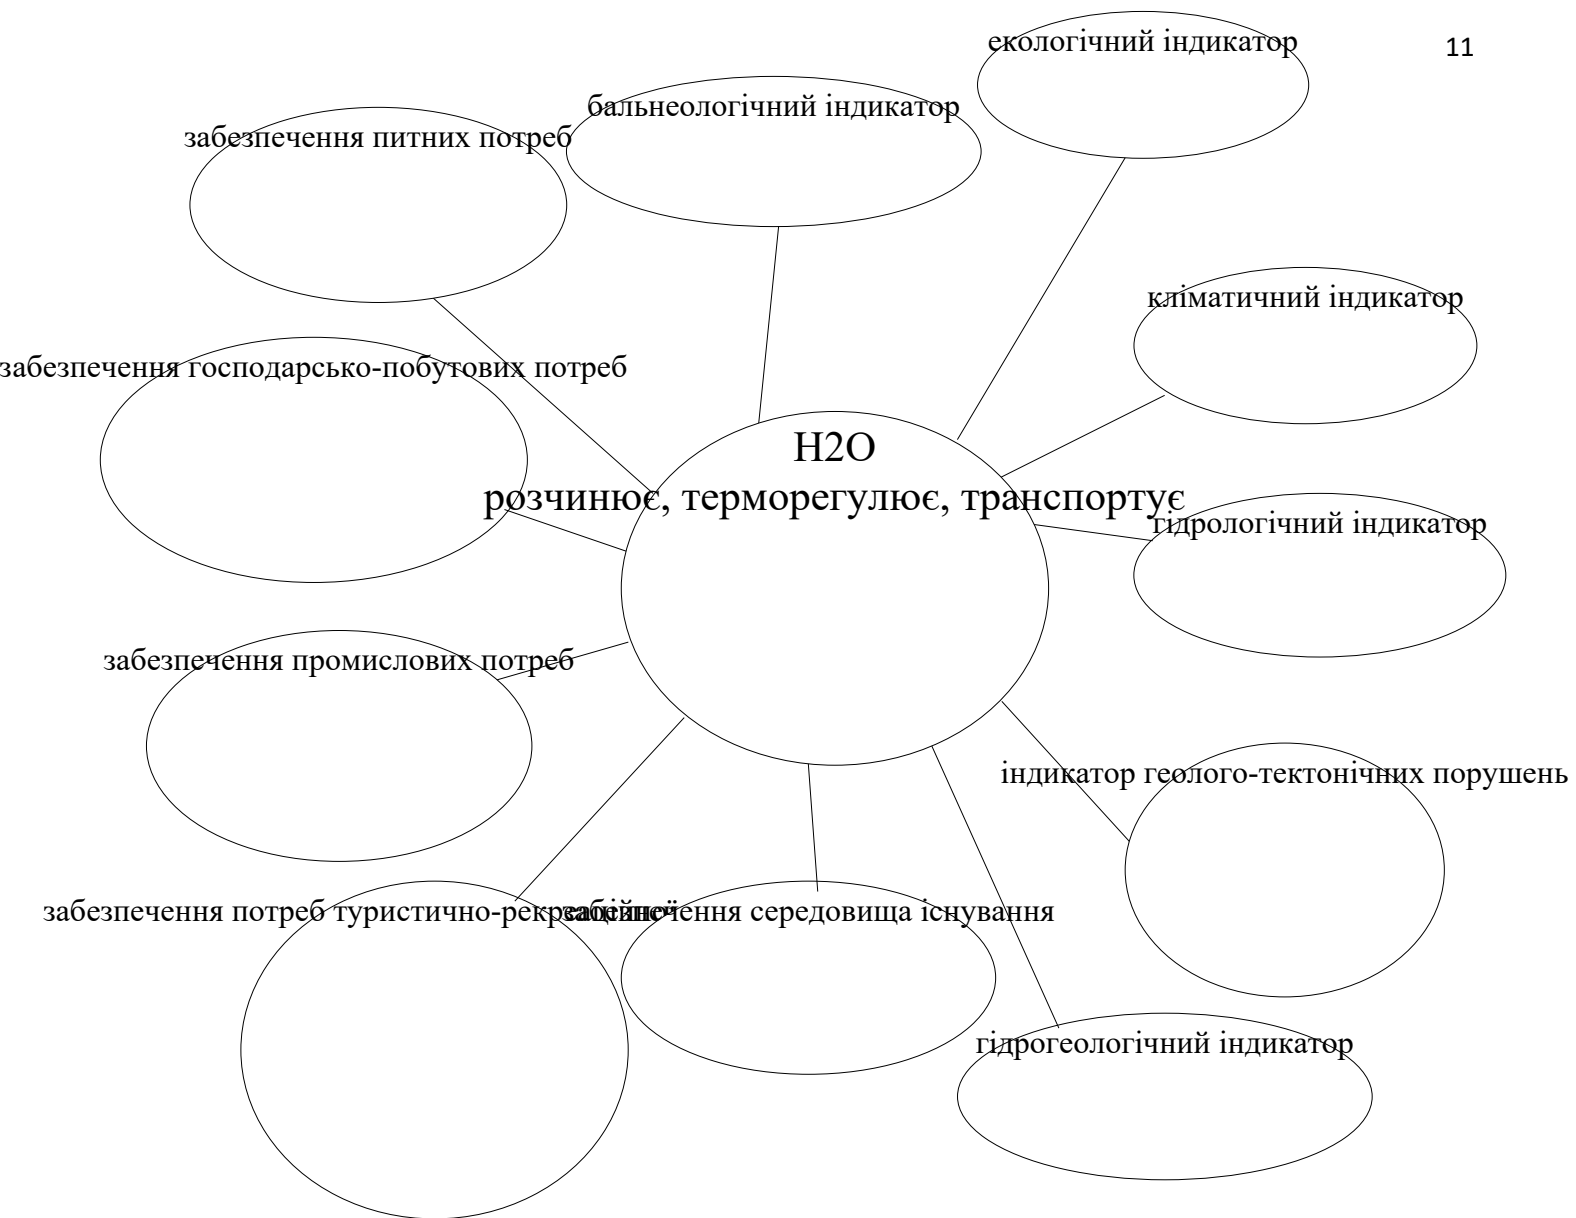 11
екологічний індикатор
бальнеологічний індикатор
забезпечення питних потреб
кліматичний індикатор
забезпечення господарсько-побутових потреб
H2O
розчинює, терморегулює, транспортує
гідрологічний індикатор
забезпечення промислових потреб
індикатор геолого-тектонічних порушень
забезпечення потреб туристично-рекреаційної
забезпечення середовища існування
гідрогеологічний індикатор